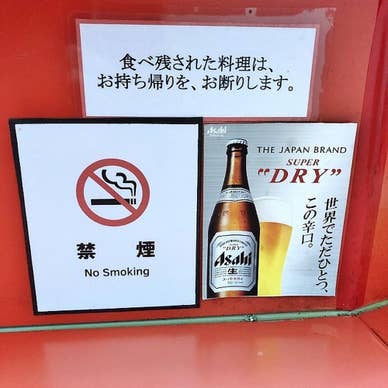 食べ残された料理は、
お持ち帰りを、お断りします。
禁煙
No Smoking
Asahi
THE JAPAN BRAND
SUPER
"DRY"
世界でただひとつ、
この辛口。
"DRY"
Asahi
生